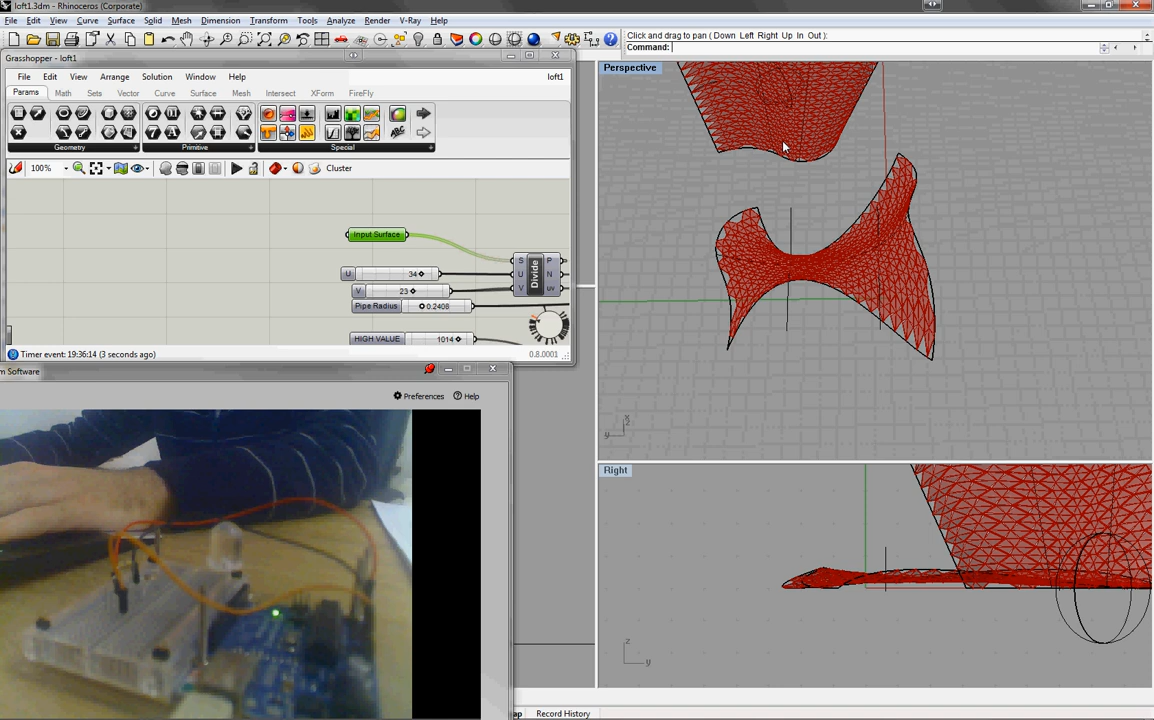 loft1.3dm - Rhinoceros (Corporate)
File Edit View Curve Surface Solid Mesh Dimension Transform Tools Analyze Render V-Ray Help
Click and drag to pan ( Down Left Right Up In Out ):
Command:
Grasshopper - loft1
File Edit View Arrange Solution Window Help loft1
Params Math Sets Vector Curve Surface Mesh Intersect XForm FireFly
Geometry Primitive Special
100% Cluster
Input Surface
U 34
V 23
Pipe Radius 0.2408
S U V Divide P N uv
HIGH VALUE 1014
Timer event: 19:36:14 (3 seconds ago) 0.8.0001
m Software
Preferences Help
Perspective
y
Right
z
y
ap Record History